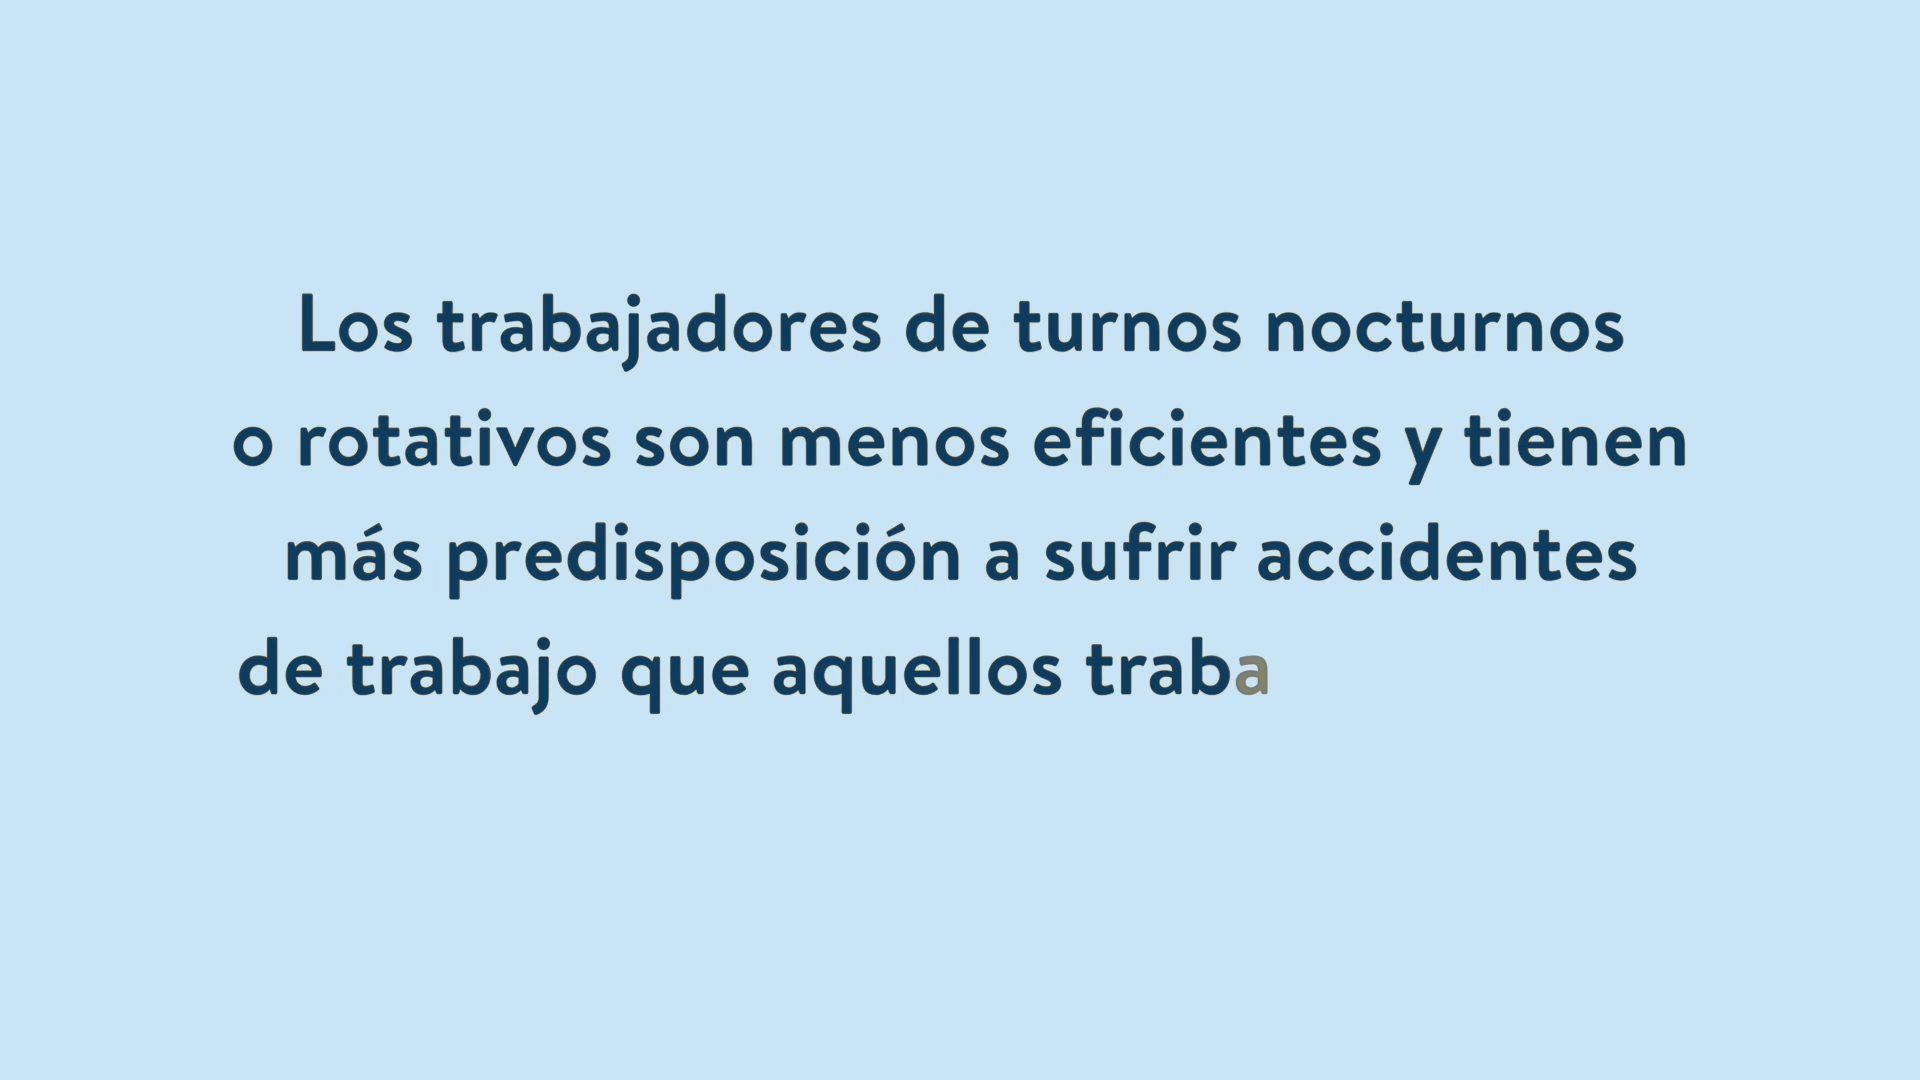 Los trabajadores de turnos nocturnos
o rotativos son menos eficientes y tienen
más predisposición a sufrir accidentes
de trabajo que aquellos traba